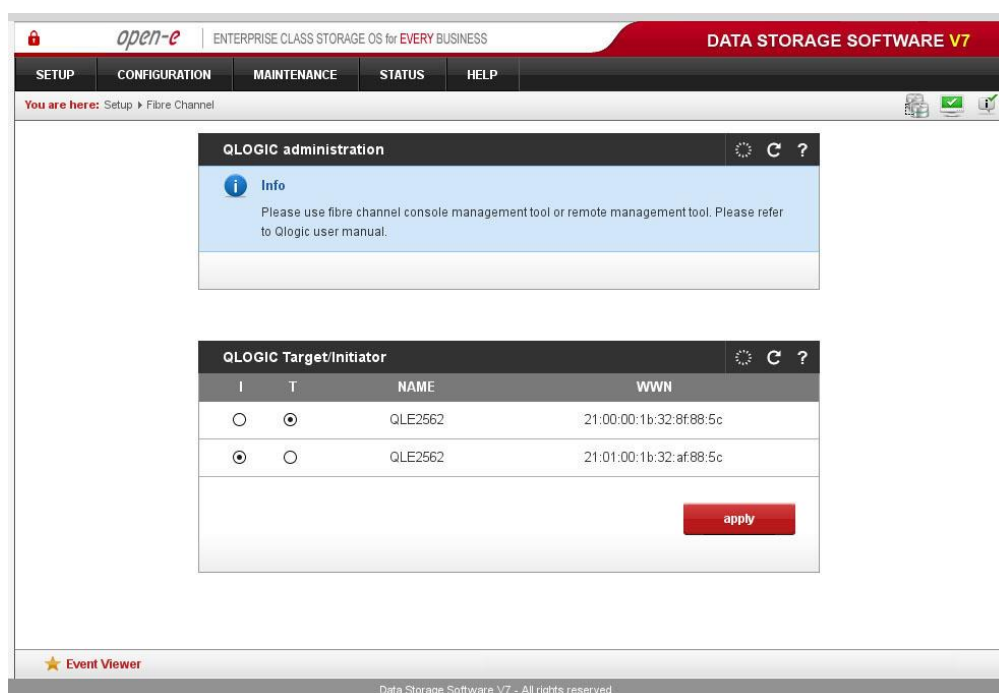 open-e ENTERPRISE CLASS STORAGE OS for EVERY BUSINESS DATA STORAGE SOFTWARE V7
SETUP CONFIGURATION MAINTENANCE STATUS HELP
You are here: Setup Fibre Channel
QLOGIC administration ?
i Info
Please use fibre channel console management tool or remote management tool. Please refer
to Qlogic user manual.
QLOGIC Target/Initiator ?
I T NAME WWN
QLE2562 21:00:00:1b:32:8f:88:5c
QLE2562 21:01:00:1b:32:af:88:5c
apply
Event Viewer
Data Storage Software V7 - All rights reserved